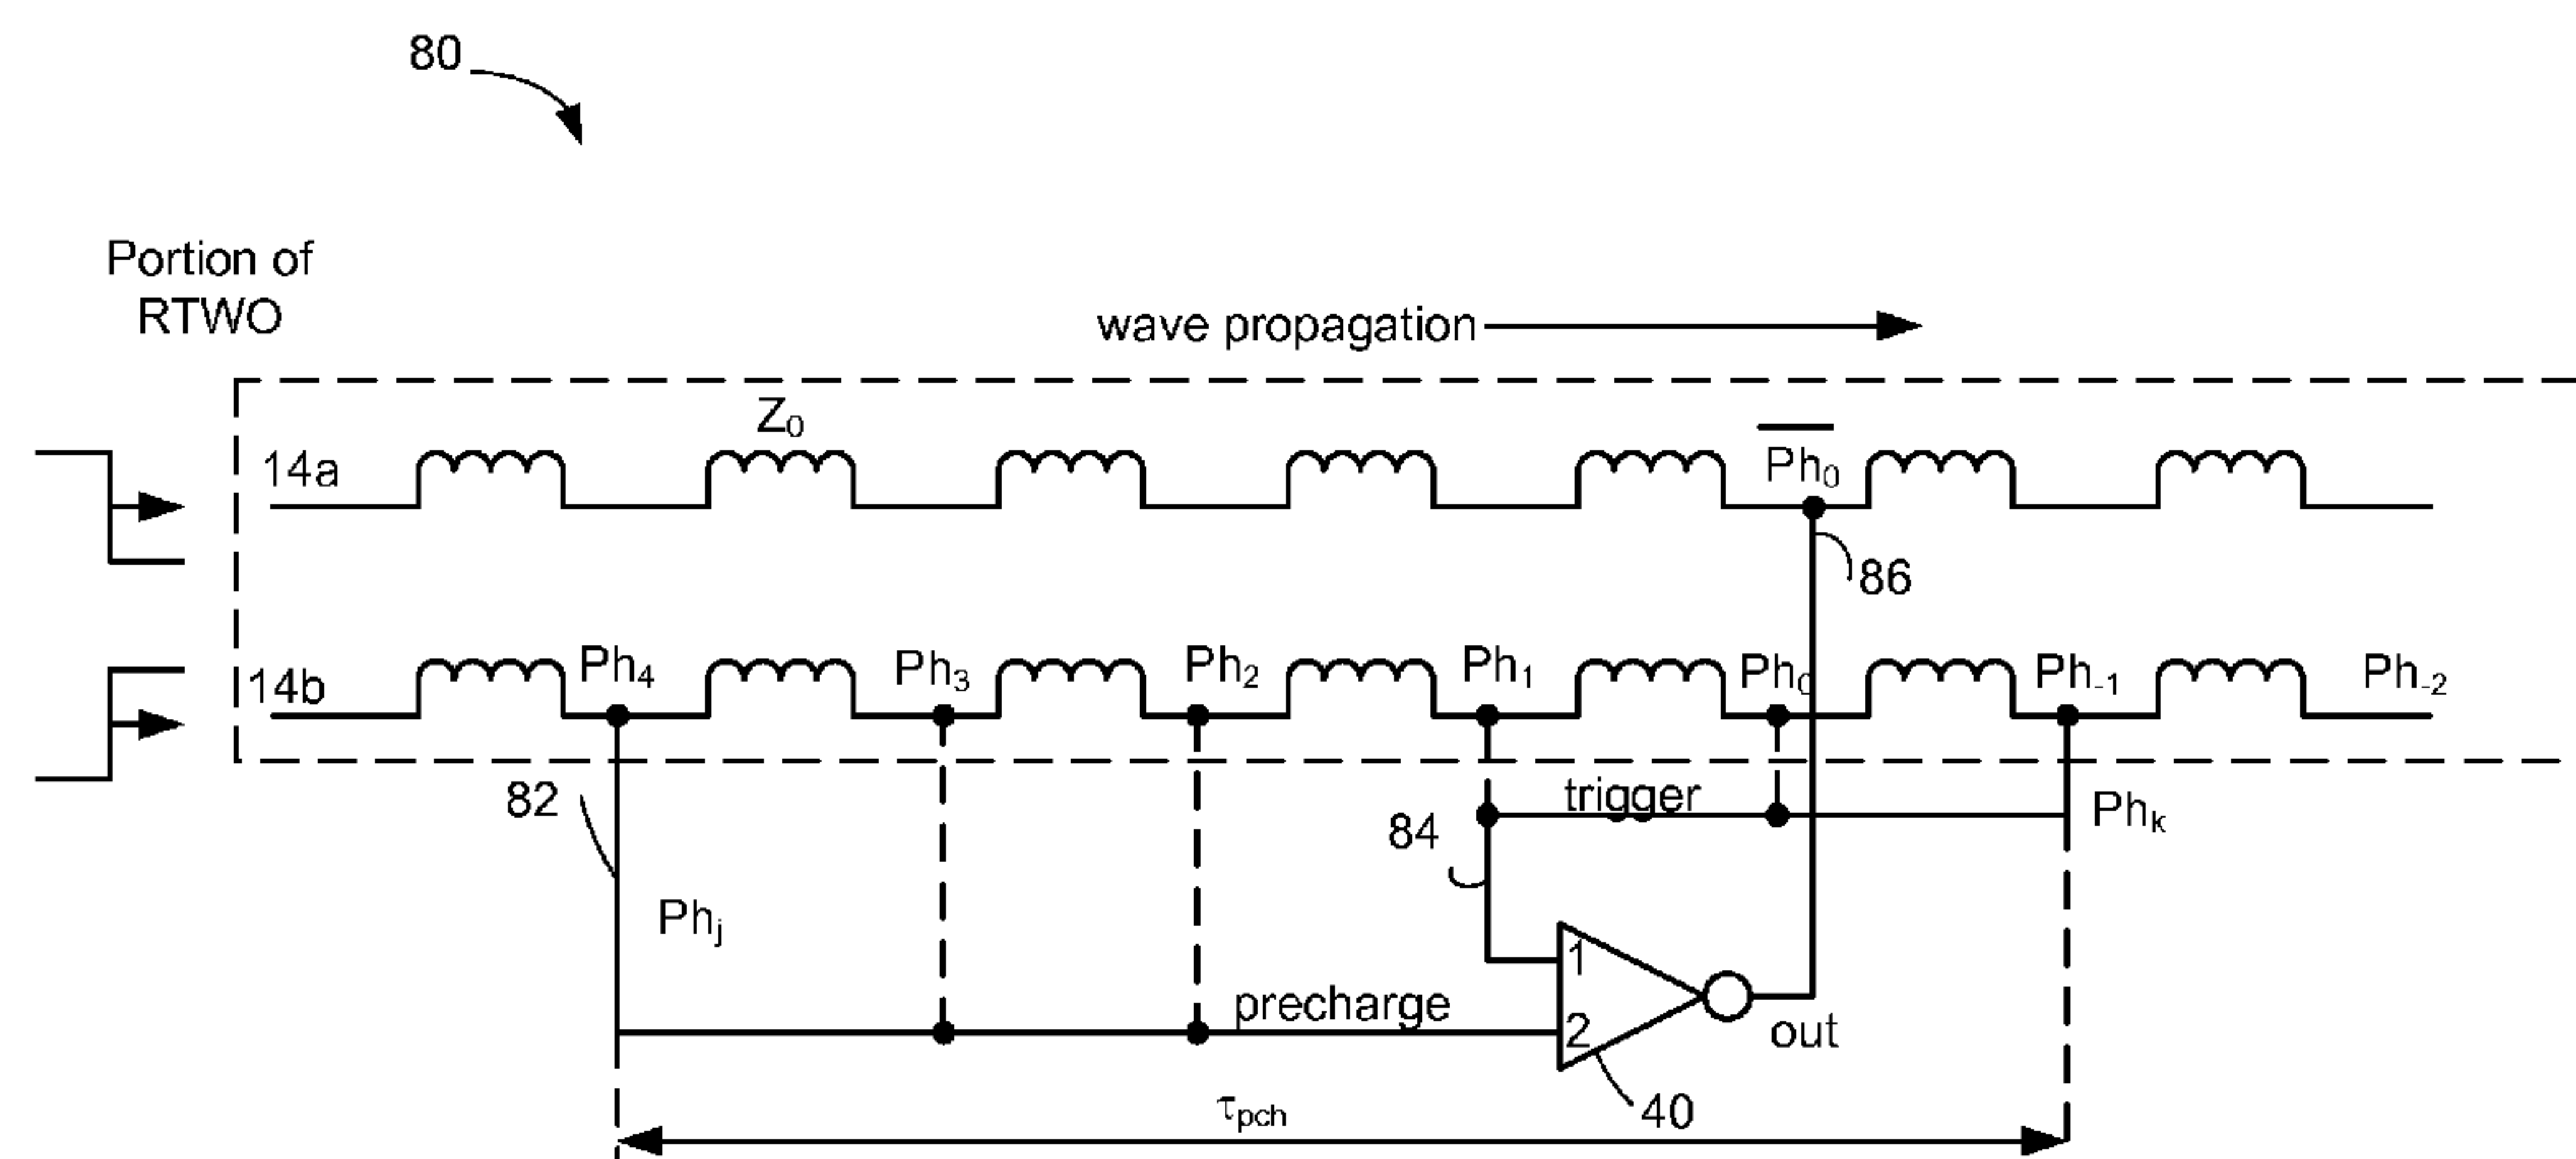 80
Portion of
RTWO
wave propagation
Z₀
14a
P̅h̅₀
86
14b
Ph₄
Ph₃
Ph₂
Ph₁
Ph₀
Ph₋₁
Ph₋₂
82
trigger
84
Phₖ
Phⱼ
1
precharge
2
out
τpch
40